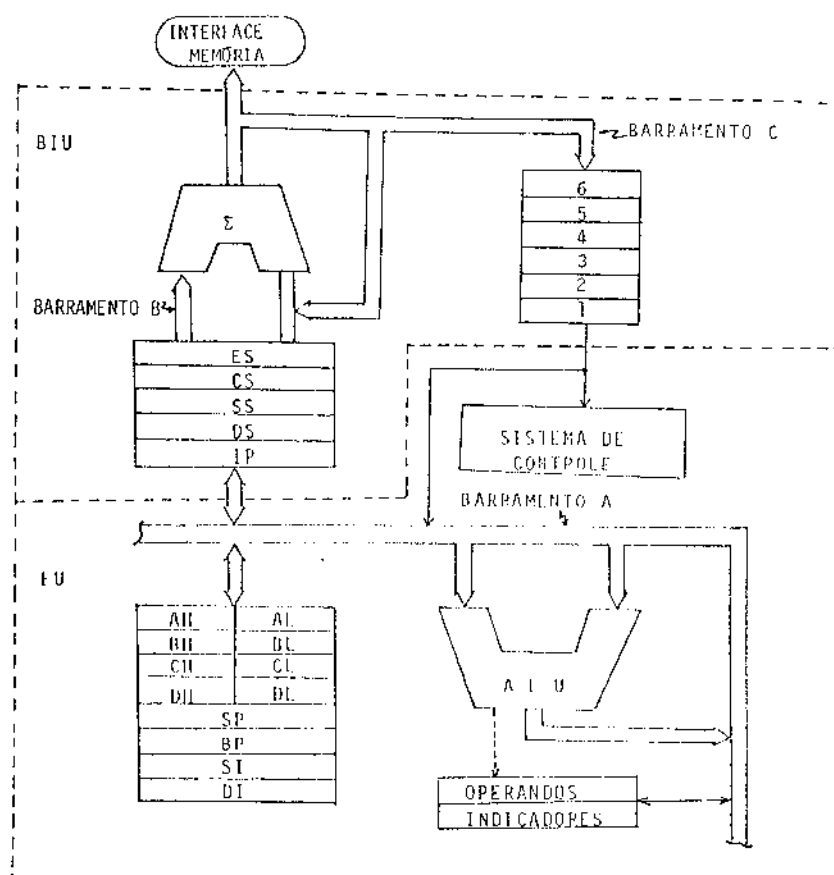 INTERFACE
MEMÓRIA
BIU
BARRAMENTO C
6
5
4
3
2
1
Σ
BARRAMENTO B
ES
CS
SS
DS
IP
SISTEMA DE
CONTROLE
BARRAMENTO A
EU
AH AL
BH BL
CH CL
DH DL
SP
BP
SI
DI
A L U
OPERANDOS
INDICADORES